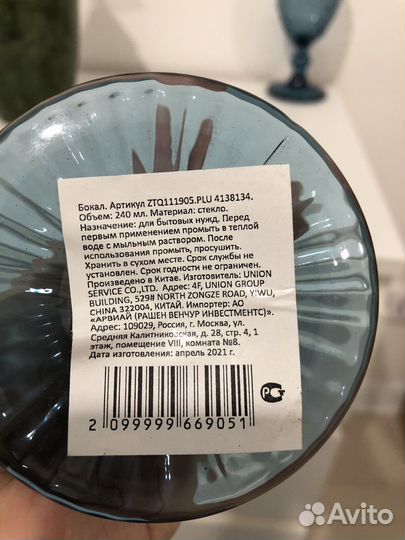 Бокал. Артикул ZTQ111905.PLU 4138134.
Объем: 240 мл. Материал: стекло.
Назначение: для бытовых нужд. Перед
первым применением промыть в теплой
воде с мыльным раствором. После
использования промыть, просушить.
Хранить в сухом месте. Срок службы не
установлен. Срок годности не ограничен.
Произведено в Китае. Изготовитель: UNION
SERVICE CO.,LTD. Адрес: 4F, UNION GROUP
BUILDING, 529# NORTH ZONGZE ROAD, YIWU,
CHINA 322004, КИТАЙ. Импортер: АО
«АРВИАЙ (РАШЕН ВЕНЧУР ИНВЕСТМЕНТС)».
Адрес: 109029, Россия, г. Москва, ул.
Средняя Калитниковская, д. 28, стр. 4, 1
этаж, помещение VIII, комната №8.
Дата изготовления: апрель 2021 г.
2 099999 669051
Avito